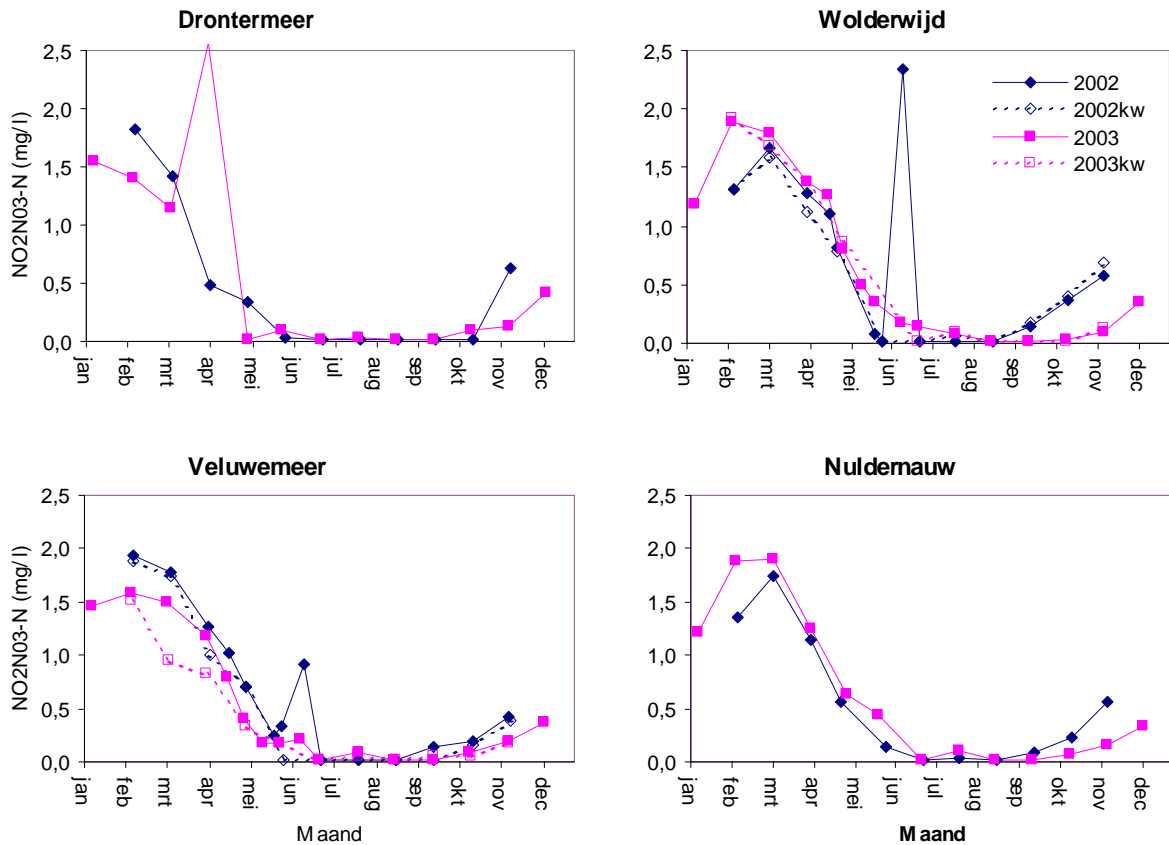 Drontermeer
NO2N03-N (mg/l)
2,5
2,0
1,5
1,0
0,5
0,0
jan
feb
mrt
apr
mei
jun
jul
aug
sep
okt
nov
dec
Wolderwijd
2,5
2,0
1,5
1,0
0,5
0,0
jan
feb
mrt
apr
mei
jun
jul
aug
sep
okt
nov
dec
2002
2002kw
2003
2003kw
Veluwemeer
NO2N03-N (mg/l)
2,5
2,0
1,5
1,0
0,5
0,0
jan
feb
mrt
apr
mei
jun
jul
aug
sep
okt
nov
dec
Maand
Nuldernauw
2,5
2,0
1,5
1,0
0,5
0,0
jan
feb
mrt
apr
mei
jun
jul
aug
sep
okt
nov
dec
Maand